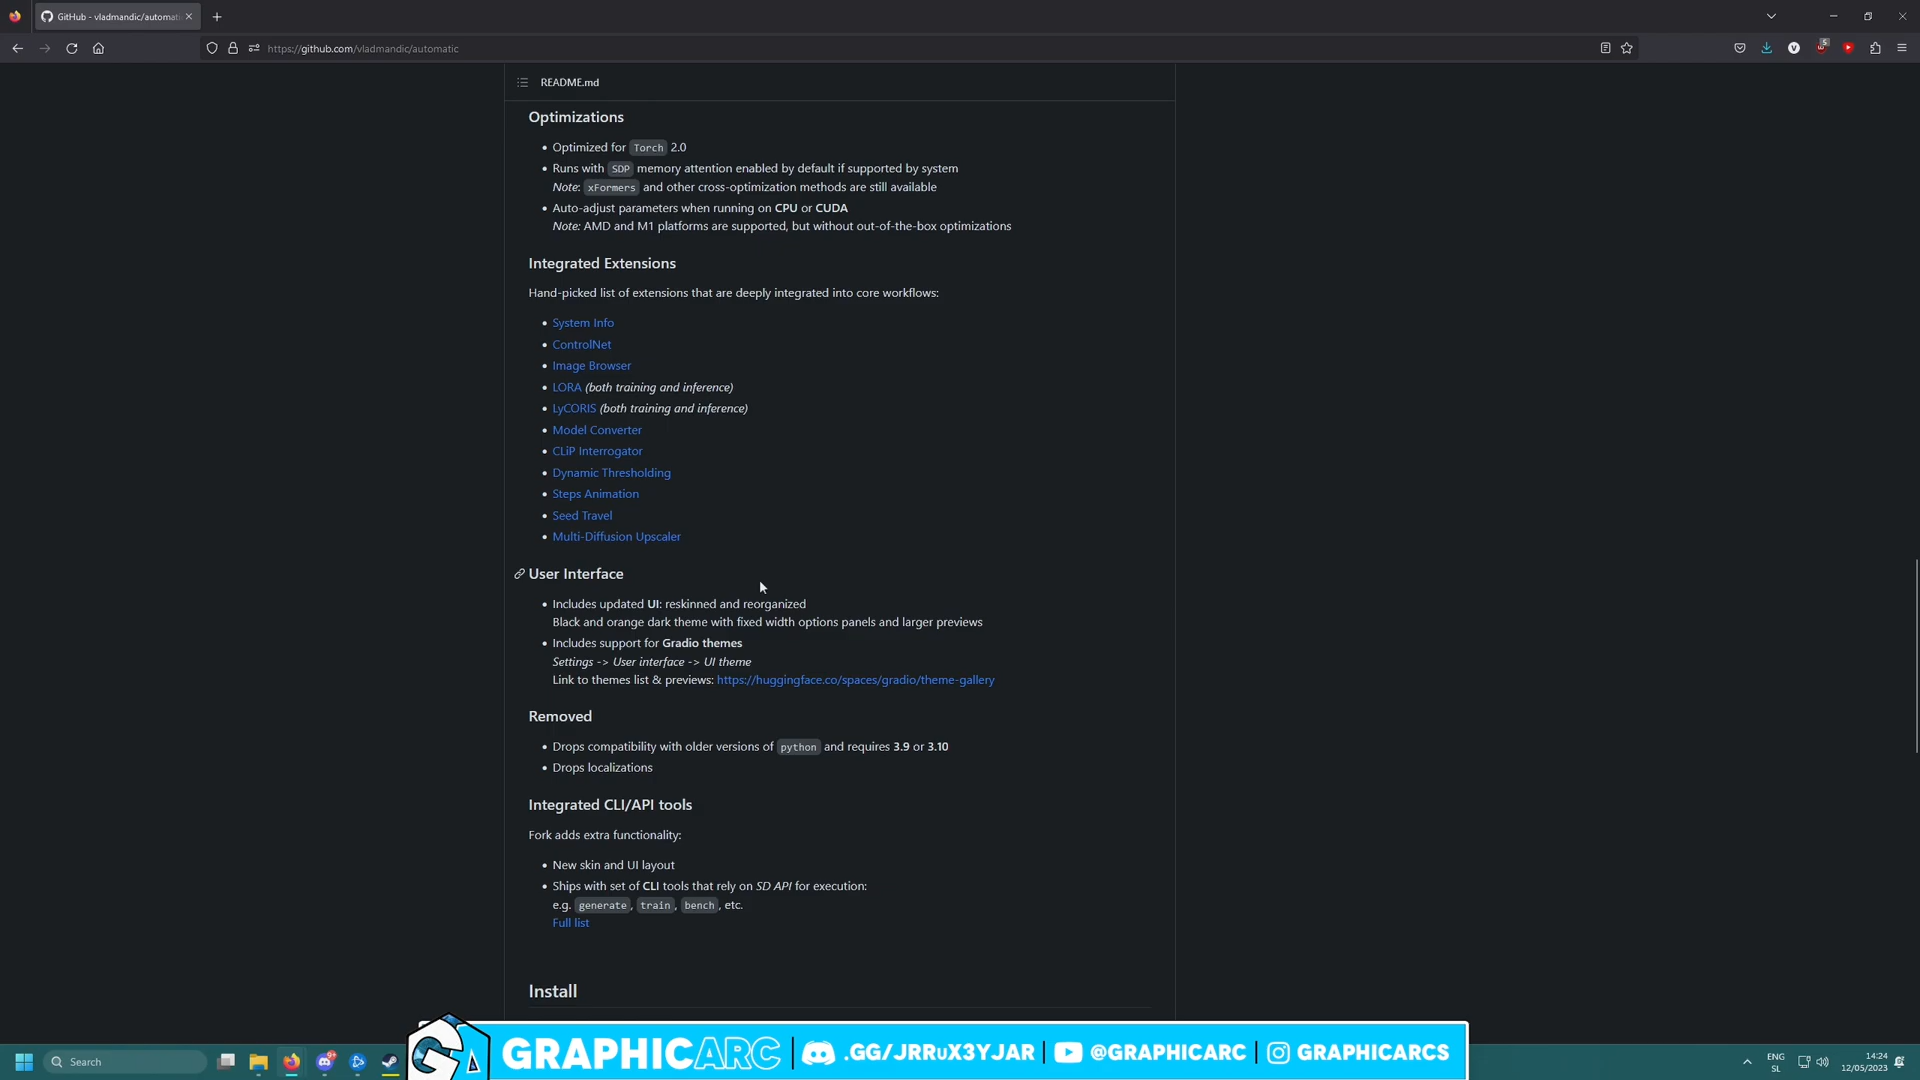 GitHub - vladmandic/automati
https://github.com/vladmandic/automatic
5
README.md
Optimizations
Optimized for Torch 2.0
Runs with SDP memory attention enabled by default if supported by system
Note: xFormers and other cross-optimization methods are still available
Auto-adjust parameters when running on CPU or CUDA
Note: AMD and M1 platforms are supported, but without out-of-the-box optimizations
Integrated Extensions
Hand-picked list of extensions that are deeply integrated into core workflows:
System Info
ControlNet
Image Browser
LORA (both training and inference)
LyCORIS (both training and inference)
Model Converter
CLiP Interrogator
Dynamic Thresholding
Steps Animation
Seed Travel
Multi-Diffusion Upscaler
User Interface
Includes updated UI: reskinned and reorganized
Black and orange dark theme with fixed width options panels and larger previews
Includes support for Gradio themes
Settings -> User interface -> UI theme
Link to themes list & previews: https://huggingface.co/spaces/gradio/theme-gallery
Removed
Drops compatibility with older versions of python and requires 3.9 or 3.10
Drops localizations
Integrated CLI/API tools
Fork adds extra functionality:
New skin and UI layout
Ships with set of CLI tools that rely on SD API for execution:
e.g. generate, train, bench, etc.
Full list
Install
Search
GRAPHICARC .GG/JRRuX3YJAR @GRAPHICARC GRAPHICARCS
ENG
SL
14:24
12/05/2023